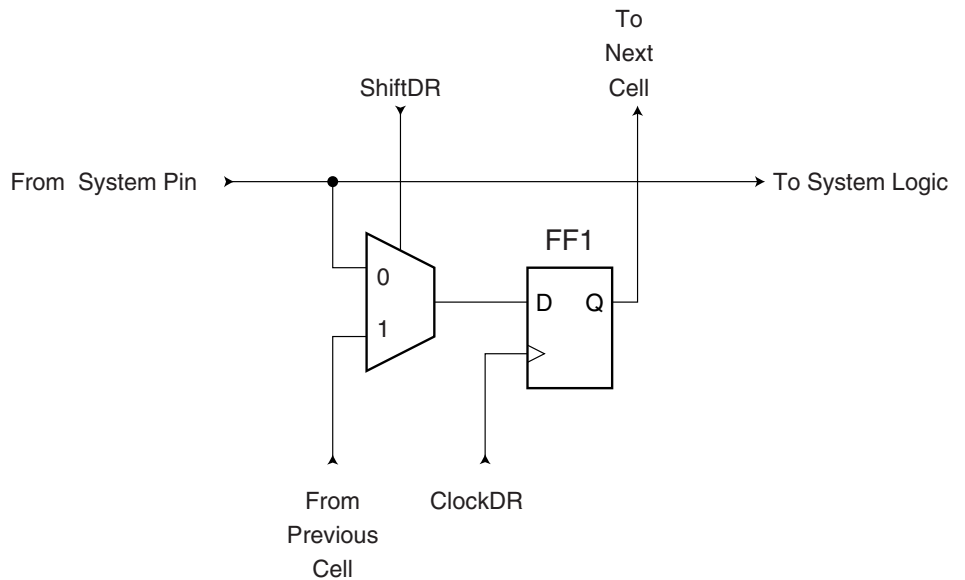 To
Next
Cell
ShiftDR
From System Pin
To System Logic
FF1
0
D Q
1
From
Previous
Cell
ClockDR